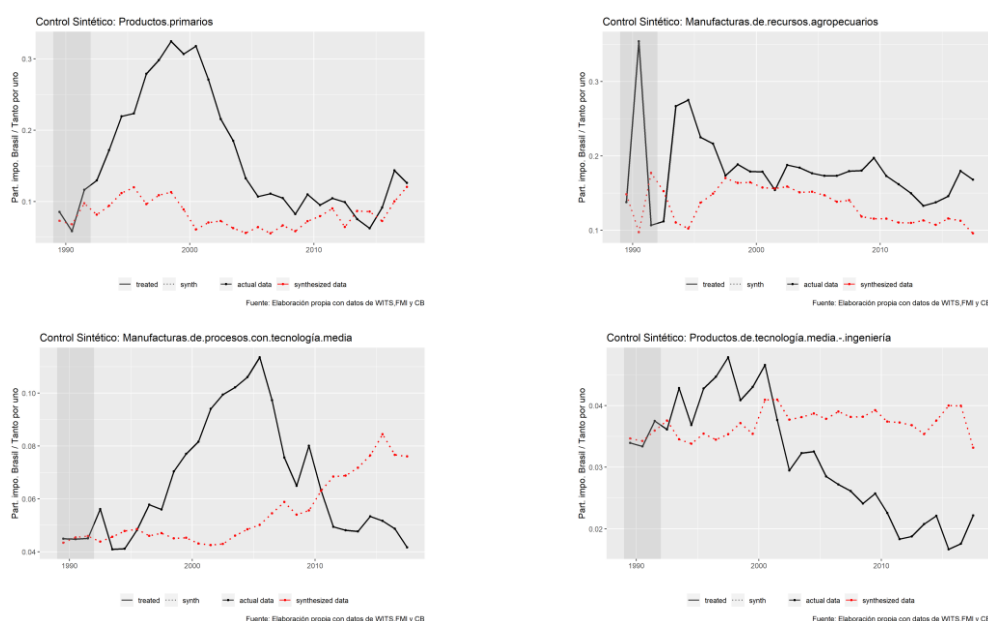 Control Sintético: Productos.primarios
Part. impo. Brasil / Tanto por uno
0.3
0.2
0.1
1990
2000
2010
treated synth actual data synthesized data
Fuente: Elaboración propia con datos de WITS,FMI y CB
Control Sintético: Manufacturas.de.recursos.agropecuarios
Part. impo. Brasil / Tanto por uno
0.3
0.2
0.1
1990
2000
2010
treated synth actual data synthesized data
Fuente: Elaboración propia con datos de WITS,FMI y CB
Control Sintético: Manufacturas.de.procesos.con.tecnología.media
Part. impo. Brasil / Tanto por uno
0.10
0.08
0.06
0.04
1990
2000
2010
treated synth actual data synthesized data
Fuente: Elaboración propia con datos de WITS,FMI y CB
Control Sintético: Productos.de.tecnología.media.-.ingeniería
Part. impo. Brasil / Tanto por uno
0.04
0.03
0.02
1990
2000
2010
treated synth actual data synthesized data
Fuente: Elaboración propia con datos de WITS,FMI y CB